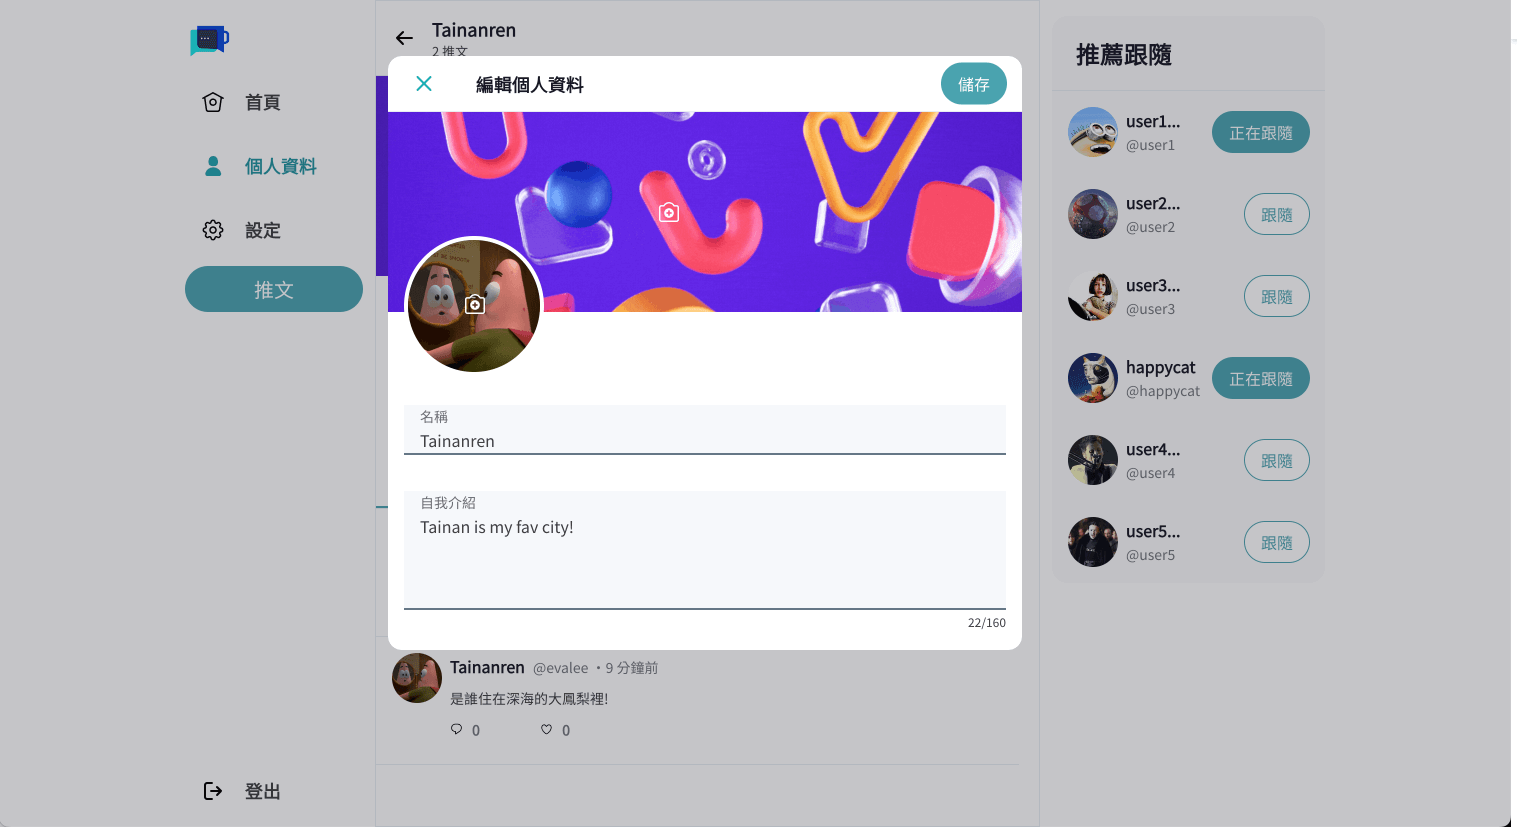 首頁
個人資料
設定
推文
登出
Tainanren
2 推文
編輯個人資料
儲存
名稱
Tainanren
自我介紹
Tainan is my fav city!
22/160
Tainanren @evalee ・9 分鐘前
是誰住在深海的大鳳梨裡!
0 0
推薦跟隨
user1...
@user1
正在跟隨
user2...
@user2
跟隨
user3...
@user3
跟隨
happycat
@happycat
正在跟隨
user4...
@user4
跟隨
user5...
@user5
跟隨